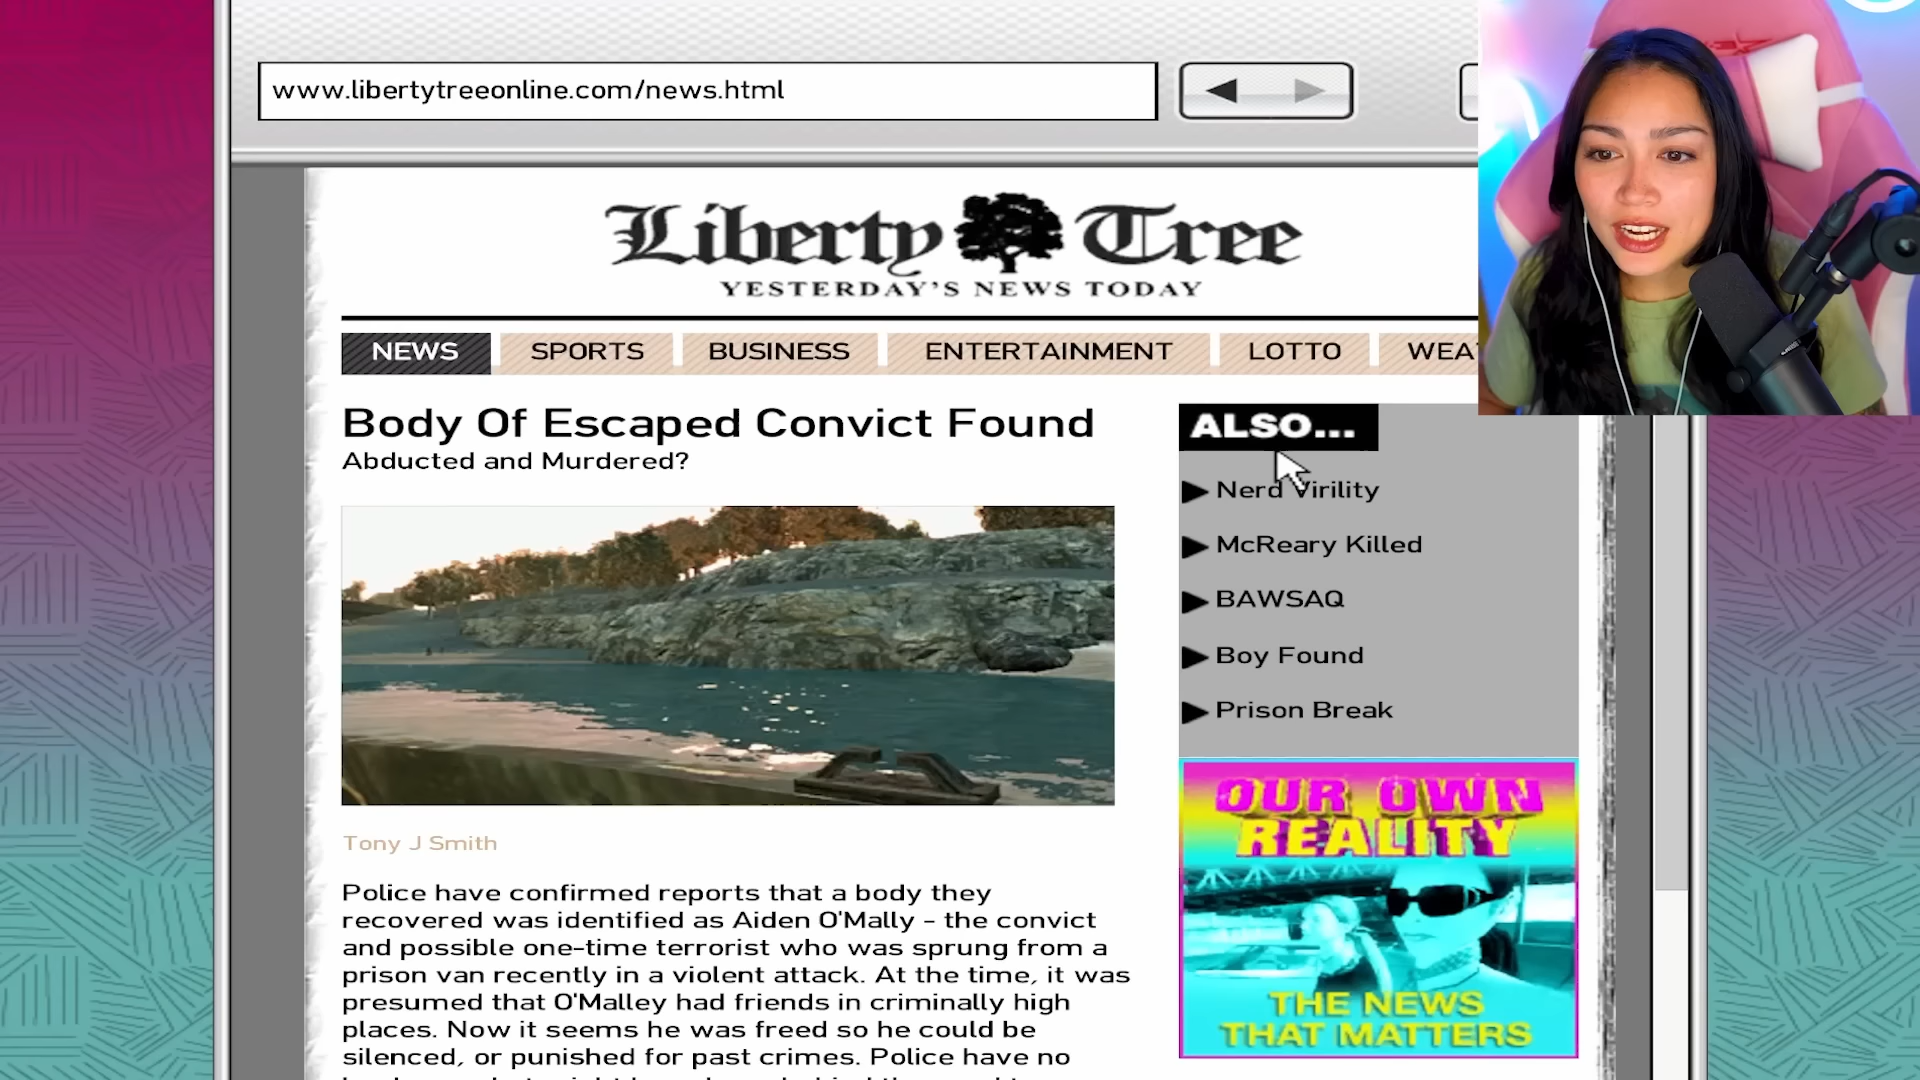 www.libertytreeonline.com/news.html
Liberty Tree
YESTERDAY'S NEWS TODAY
NEWS
SPORTS
BUSINESS
ENTERTAINMENT
LOTTO
Body Of Escaped Convict Found
Abducted and Murdered?
Tony J Smith
Police have confirmed reports that a body they
recovered was identified as Aiden O'Mally - the convict
and possible one-time terrorist who was sprung from a
prison van recently in a violent attack. At the time, it was
presumed that O'Malley had friends in criminally high
places. Now it seems he was freed so he could be
silenced, or punished for past crimes. Police have no
ALSO...
Nerd Virility
McReary Killed
BAWSAQ
Boy Found
Prison Break
OUR OWN
REALITY
THE NEWS
THAT MATTERS